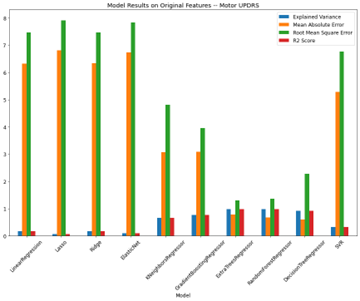 Model Results on Original Features -- Motor UPDRS
Explained Variance
Mean Absolute Error
Root Mean Square Error
R2 Score
8
7
6
5
4
3
2
1
0
LinearRegression
Lasso
Ridge
ElasticNet
KNeighborsRegressor
GradientBoostingRegressor
ExtraTreesRegressor
RandomForestRegressor
DecisionTreeRegressor
SVR
Model